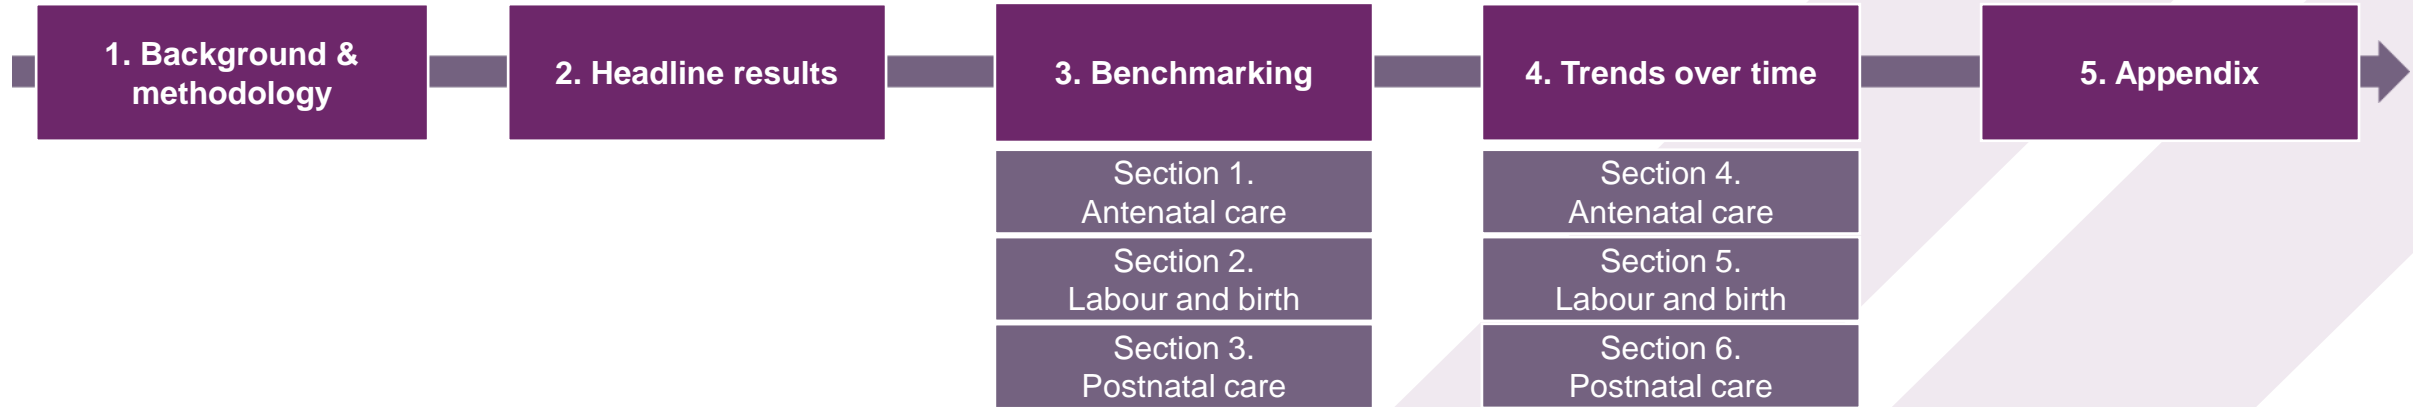 1. Background &
methodology
2. Headline results
3. Benchmarking
Section 1.
Antenatal care
Section 2.
Labour and birth
Section 3.
Postnatal care
4. Trends over time
Section 4.
Antenatal care
Section 5.
Labour and birth
Section 6.
Postnatal care
5. Appendix